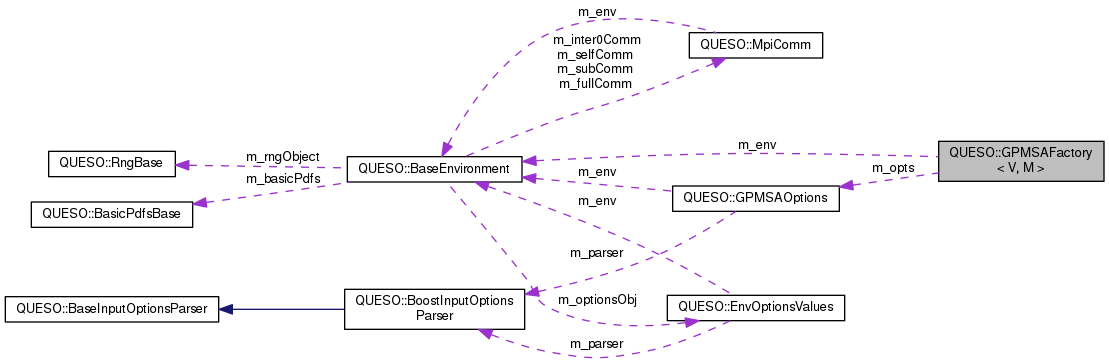 m_env
m_inter0Comm
m_selfComm
m_subComm
m_fullComm
QUESO::MpiComm
QUESO::RngBase
m_rngObject
m_basicPdfs
QUESO::BaseEnvironment
m_env
QUESO::GPMSAFactory
< V, M >
m_opts
m_env
m_env
QUESO::GPMSAOptions
QUESO::BasicPdfsBase
m_parser
QUESO::BaseInputOptionsParser
QUESO::BoostInputOptions
Parser
m_optionsObj
QUESO::EnvOptionsValues
m_parser